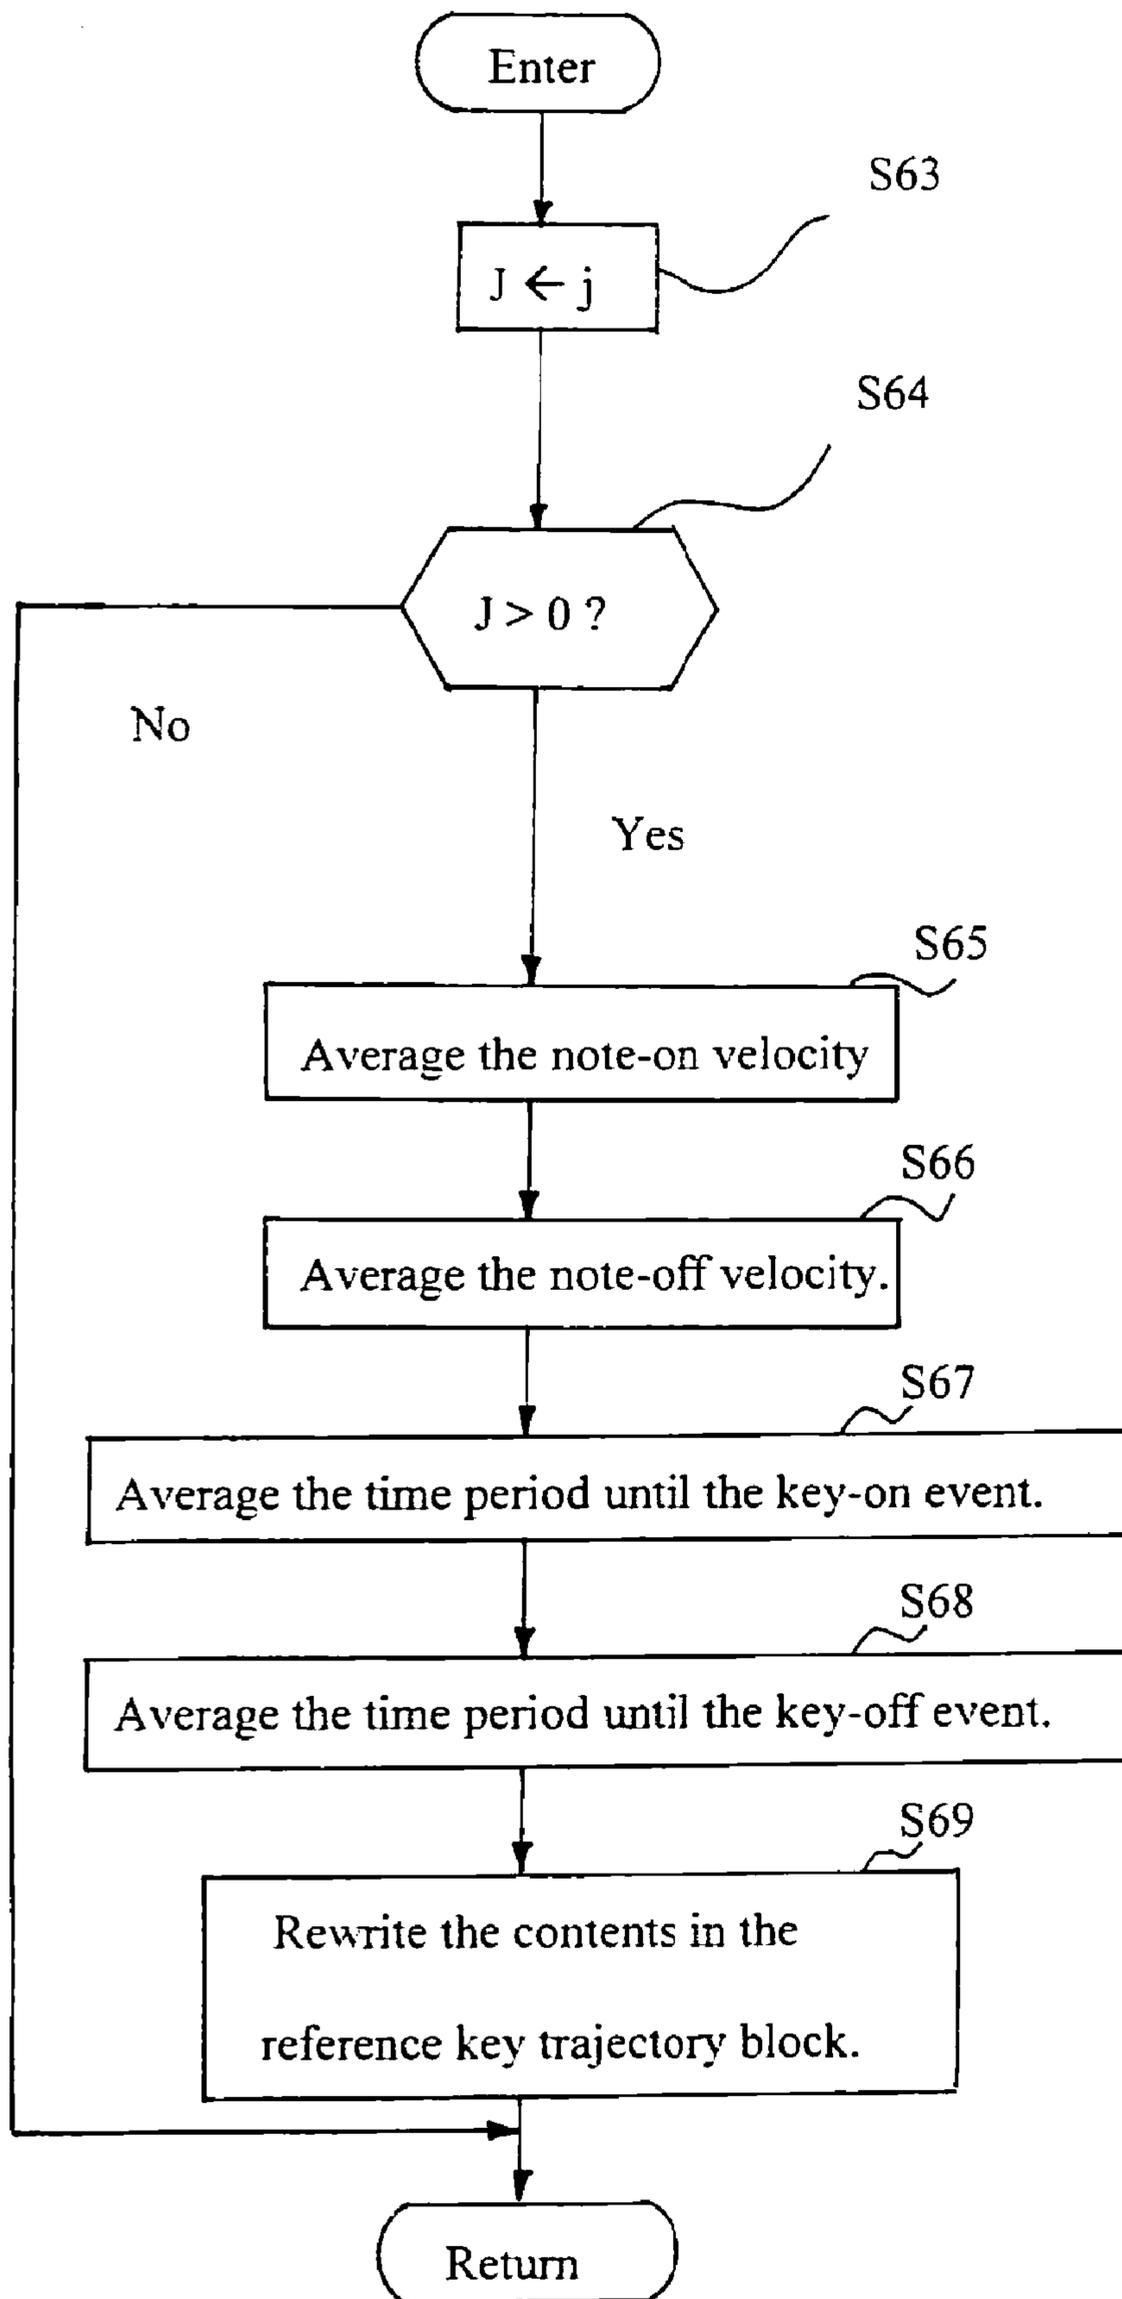 Enter
S63
J ← j
S64
J > 0 ?
No
Yes
S65
Average the note-on velocity
S66
Average the note-off velocity.
S67
Average the time period until the key-on event.
S68
Average the time period until the key-off event.
S69
Rewrite the contents in the
reference key trajectory block.
Return